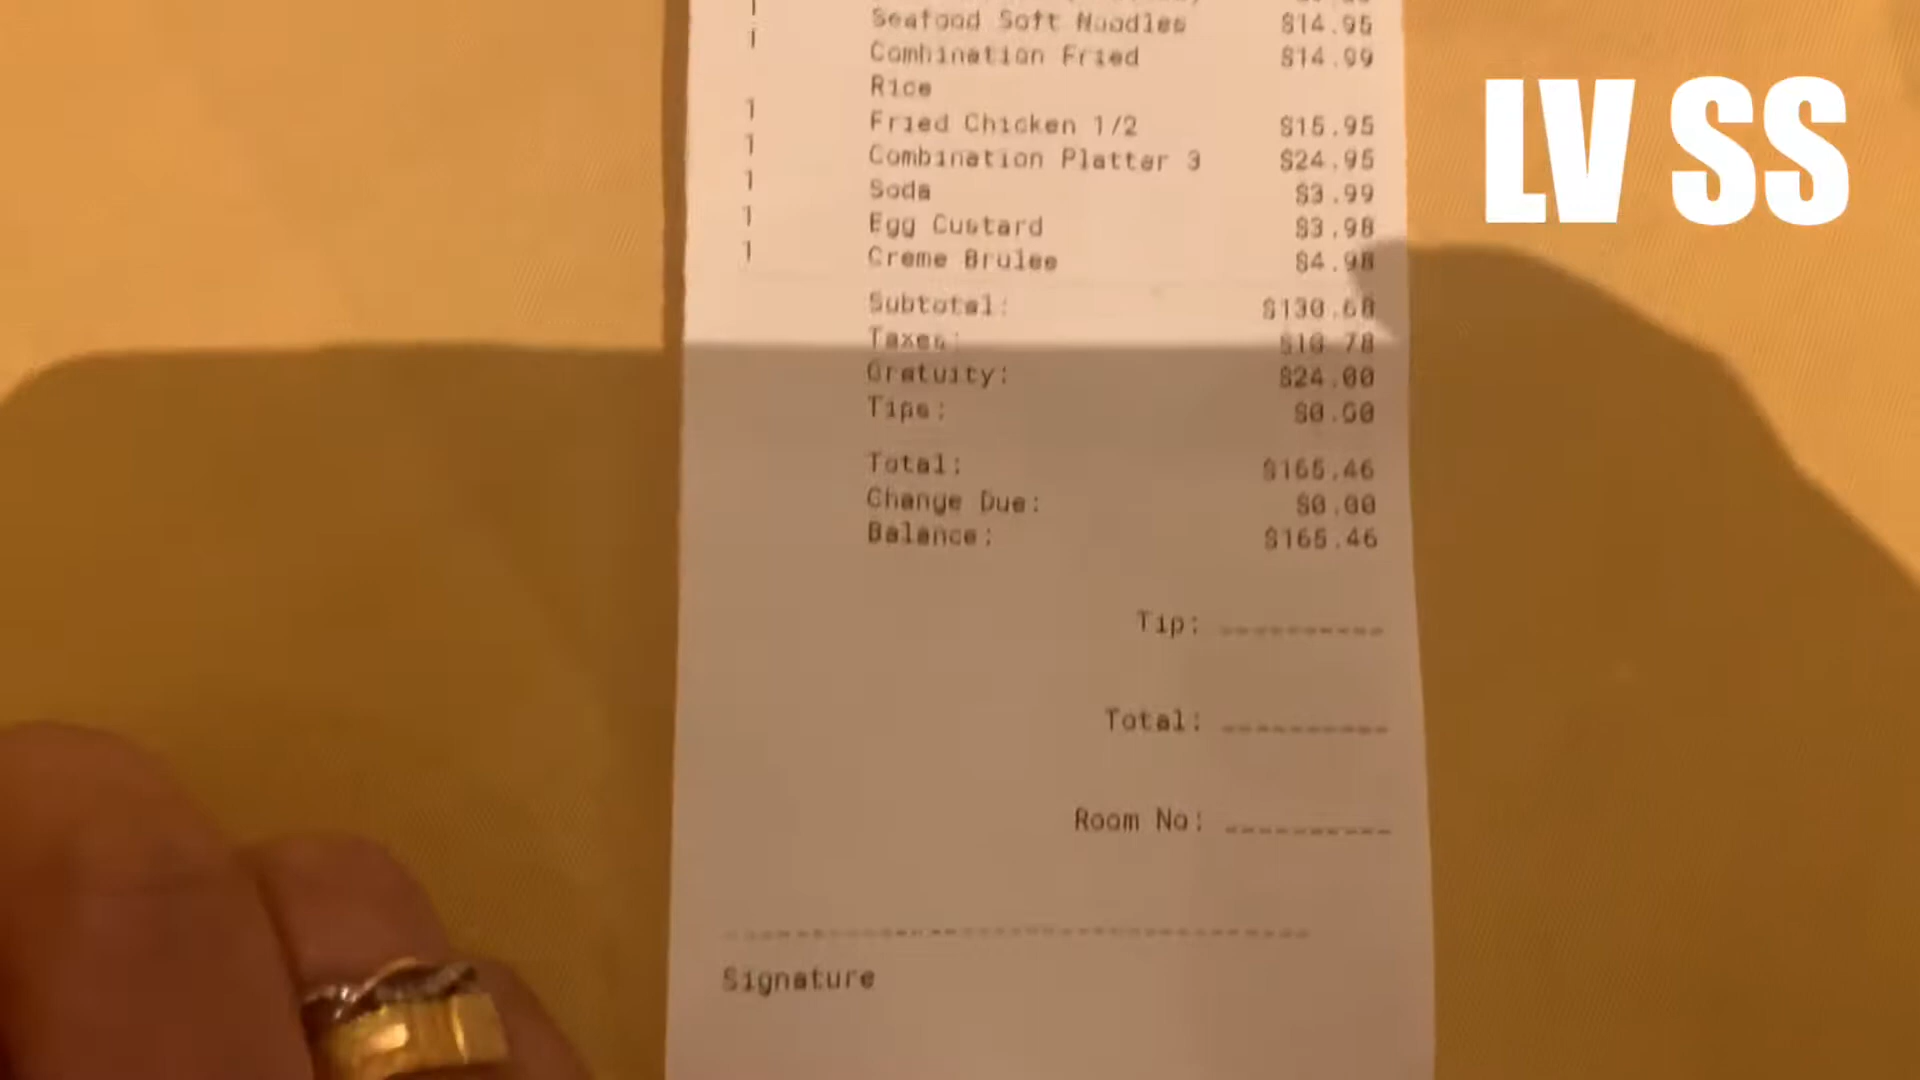 1 Seafood Soft Noodles $14.95
1 Combination Fried $14.99
Rice
1 Fried Chicken 1/2 $15.95
1 Combination Platter 3 $24.95
1 Soda $3.99
1 Egg Custard $3.98
1 Creme Brulee $4.98
Subtotal: $130.68
Taxes: $10.78
Gratuity: $24.00
Tips: $0.00
Total: $165.46
Change Due: $0.00
Balance: $165.46
Tip:
Total:
Room No:
Signature
LV SS